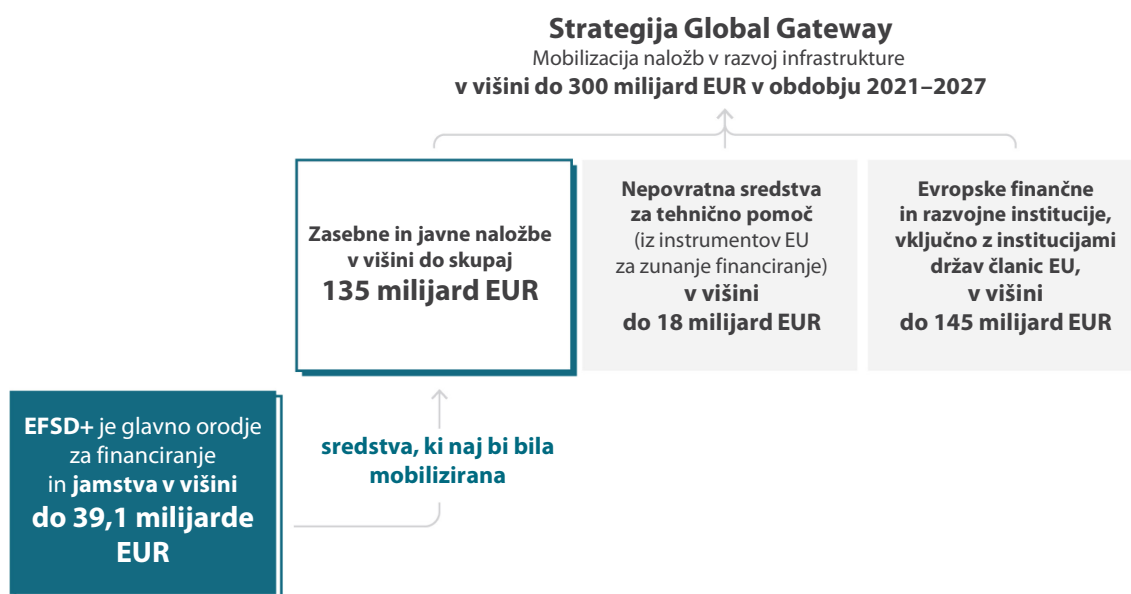 Strategija Global Gateway
Mobilizacija naložb v razvoj infrastrukture
v višini do 300 milijard EUR v obdobju 2021–2027
Zasebne in javne naložbe
v višini do skupaj
135 milijard EUR
Nepovratna sredstva
za tehnično pomoč
(iz instrumentov EU
za zunanje financiranje)
v višini
do 18 milijard EUR
Evropske finančne
in razvojne institucije,
vključno z institucijami
držav članic EU,
v višini
do 145 milijard EUR
EFSD+ je glavno orodje
za financiranje
in jamstva v višini
do 39,1 milijarde
EUR
sredstva, ki naj bi bila
mobilizirana